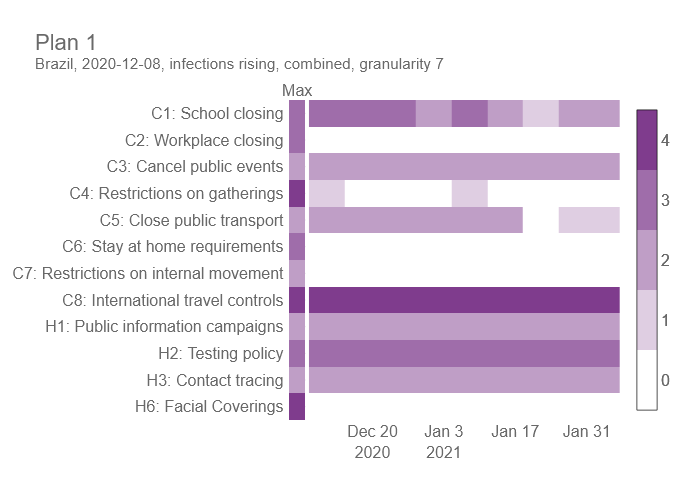 Plan 1
Brazil, 2020-12-08, infections rising, combined, granularity 7
Max
C1: School closing
C2: Workplace closing
C3: Cancel public events
C4: Restrictions on gatherings
C5: Close public transport
C6: Stay at home requirements
C7: Restrictions on internal movement
C8: International travel controls
H1: Public information campaigns
H2: Testing policy
H3: Contact tracing
H6: Facial Coverings
4
3
2
1
0
Dec 20 Jan 3 Jan 17 Jan 31
2020 2021